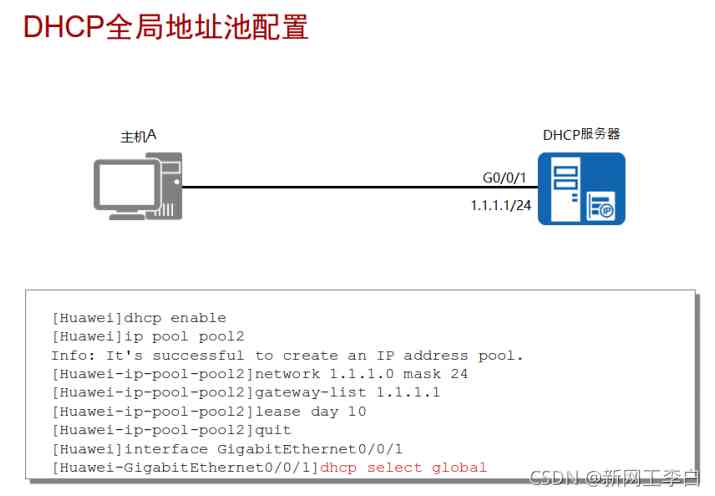 DHCP全局地址池配置
主机A
DHCP服务器
G0/0/1
1.1.1.1/24
IP
[Huawei]dhcp enable
[Huawei]ip pool pool2
Info: It's successful to create an IP address pool.
[Huawei-ip-pool-pool2]network 1.1.1.0 mask 24
[Huawei-ip-pool-pool2]gateway-list 1.1.1.1
[Huawei-ip-pool-pool2]lease day 10
[Huawei-ip-pool-pool2]quit
[Huawei]interface GigabitEthernet0/0/1
[Huawei-GigabitEthernet0/0/1]dhcp select global
CSDN @新网工李白